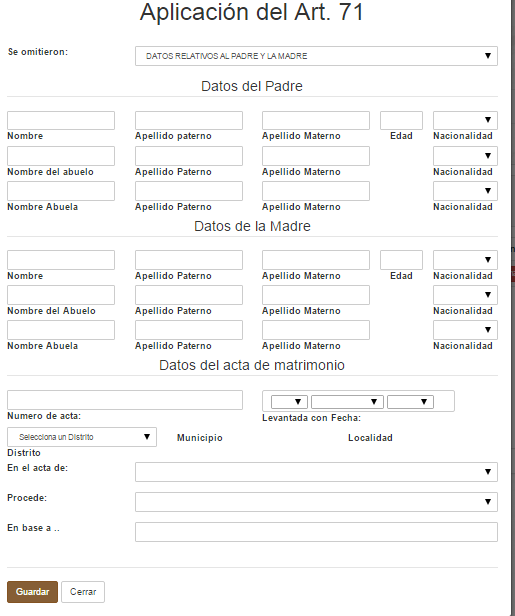 Aplicación del Art. 71
Se omitieron: DATOS RELATIVOS AL PADRE Y LA MADRE
Datos del Padre
Nombre Apellido paterno Apellido Materno Edad Nacionalidad
Nombre del abuelo Apellido Paterno Apellido Materno Nacionalidad
Nombre Abuela Apellido Paterno Apellido Materno Nacionalidad
Datos de la Madre
Nombre Apellido Paterno Apellido Materno Edad Nacionalidad
Nombre del Abuelo Apellido Paterno Apellido Materno Nacionalidad
Nombre Abuela Apellido Paterno Apellido Materno Nacionalidad
Datos del acta de matrimonio
Numero de acta: Levantada con Fecha:
Selecciona un Distrito Municipio Localidad
Distrito
En el acta de:
Procede:
En base a ..
Guardar Cerrar